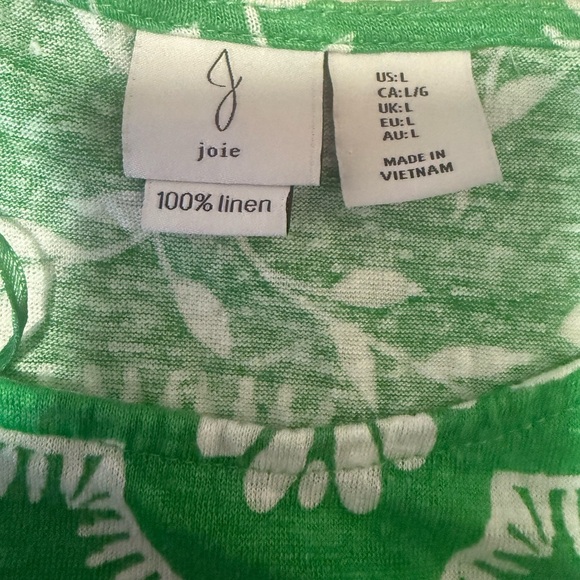 J
joie
100% linen
US: L
CA: L/G
UK: L
EU: L
AU: L
MADE IN
VIETNAM